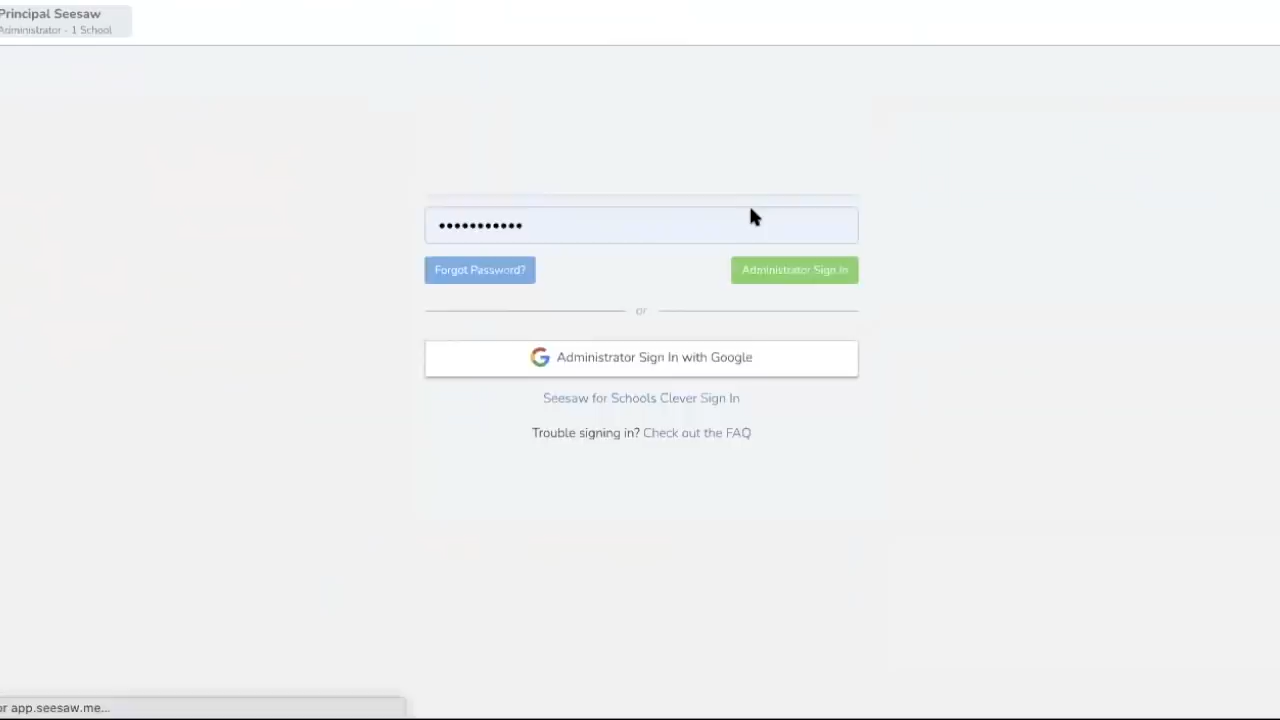 Principal Seesaw
Administrator - 1 School
•••••••••••
Forgot Password?
Administrator Sign In
or
Administrator Sign In with Google
Seesaw for Schools Clever Sign In
Trouble signing in? Check out the FAQ
app.seesaw.me...